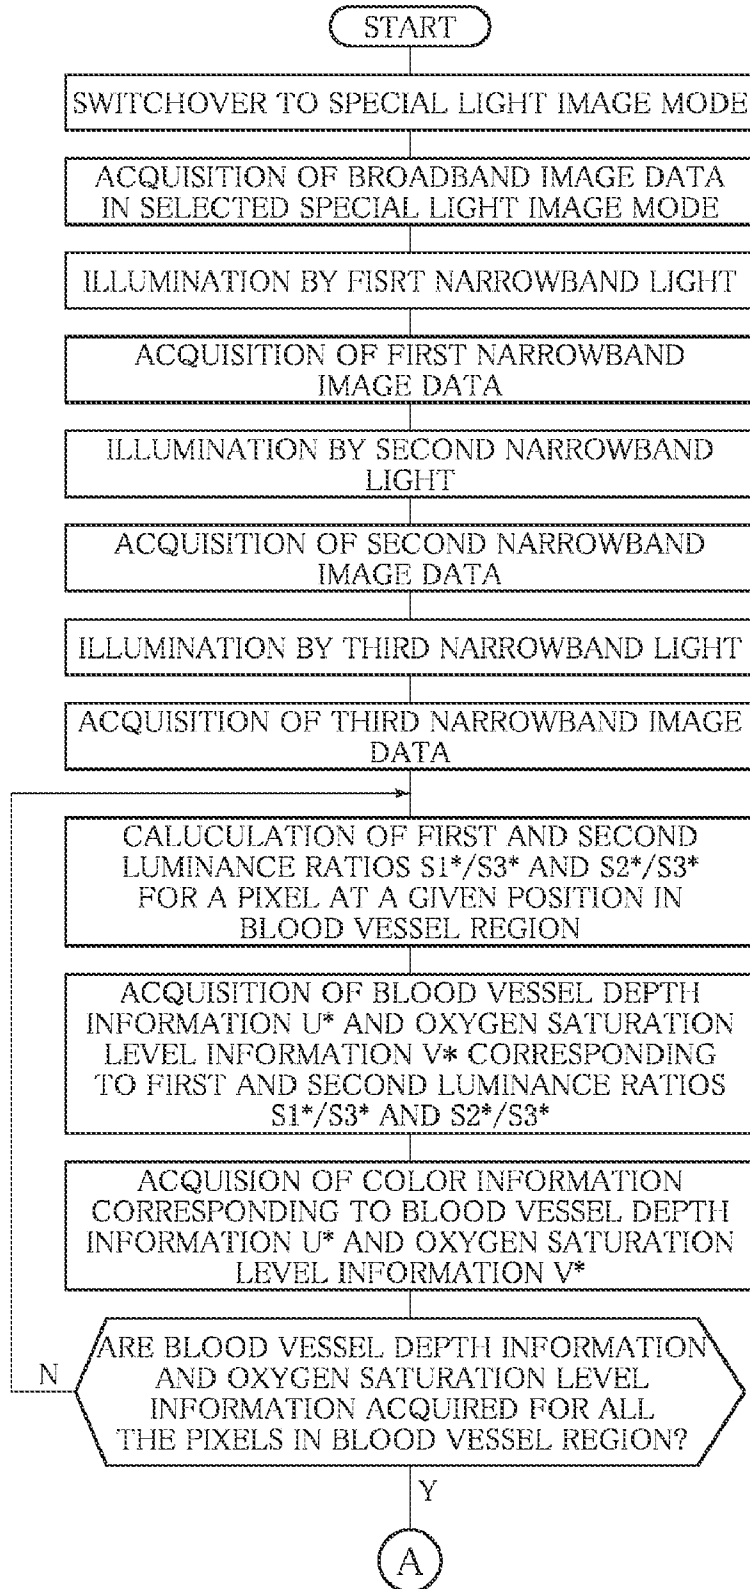 START
SWITCHOVER TO SPECIAL LIGHT IMAGE MODE
ACQUISITION OF BROADBAND IMAGE DATA
IN SELECTED SPECIAL LIGHT IMAGE MODE
ILLUMINATION BY FISRT NARROWBAND LIGHT
ACQUISITION OF FIRST NARROWBAND
IMAGE DATA
ILLUMINATION BY SECOND NARROWBAND
LIGHT
ACQUISITION OF SECOND NARROWBAND
IMAGE DATA
ILLUMINATION BY THIRD NARROWBAND LIGHT
ACQUISITION OF THIRD NARROWBAND IMAGE
DATA
CALUCULATION OF FIRST AND SECOND
LUMINANCE RATIOS S1*/S3* AND S2*/S3*
FOR A PIXEL AT A GIVEN POSITION IN
BLOOD VESSEL REGION
ACQUISITION OF BLOOD VESSEL DEPTH
INFORMATION U* AND OXYGEN SATURATION
LEVEL INFORMATION V* CORRESPONDING
TO FIRST AND SECOND LUMINANCE RATIOS
S1*/S3* AND S2*/S3*
ACQUISION OF COLOR INFORMATION
CORRESPONDING TO BLOOD VESSEL DEPTH
INFORMATION U* AND OXYGEN SATURATION
LEVEL INFORMATION V*
ARE BLOOD VESSEL DEPTH INFORMATION
AND OXYGEN SATURATION LEVEL
INFORMATION ACQUIRED FOR ALL
THE PIXELS IN BLOOD VESSEL REGION?
N
Y
A